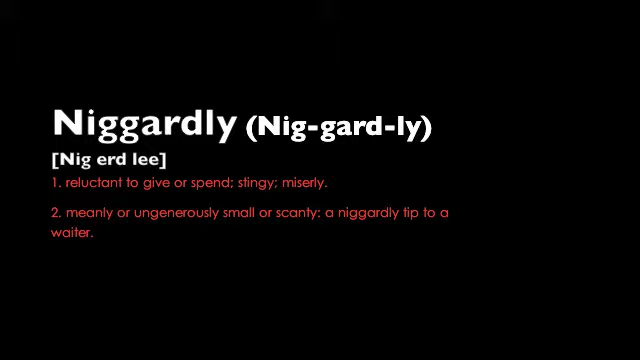 Niggardly (Nig-gard-ly)
[Nig erd lee]
1. reluctant to give or spend; stingy; miserly.
2. meanly or ungenerously small or scanty: a niggardly tip to a
waiter.